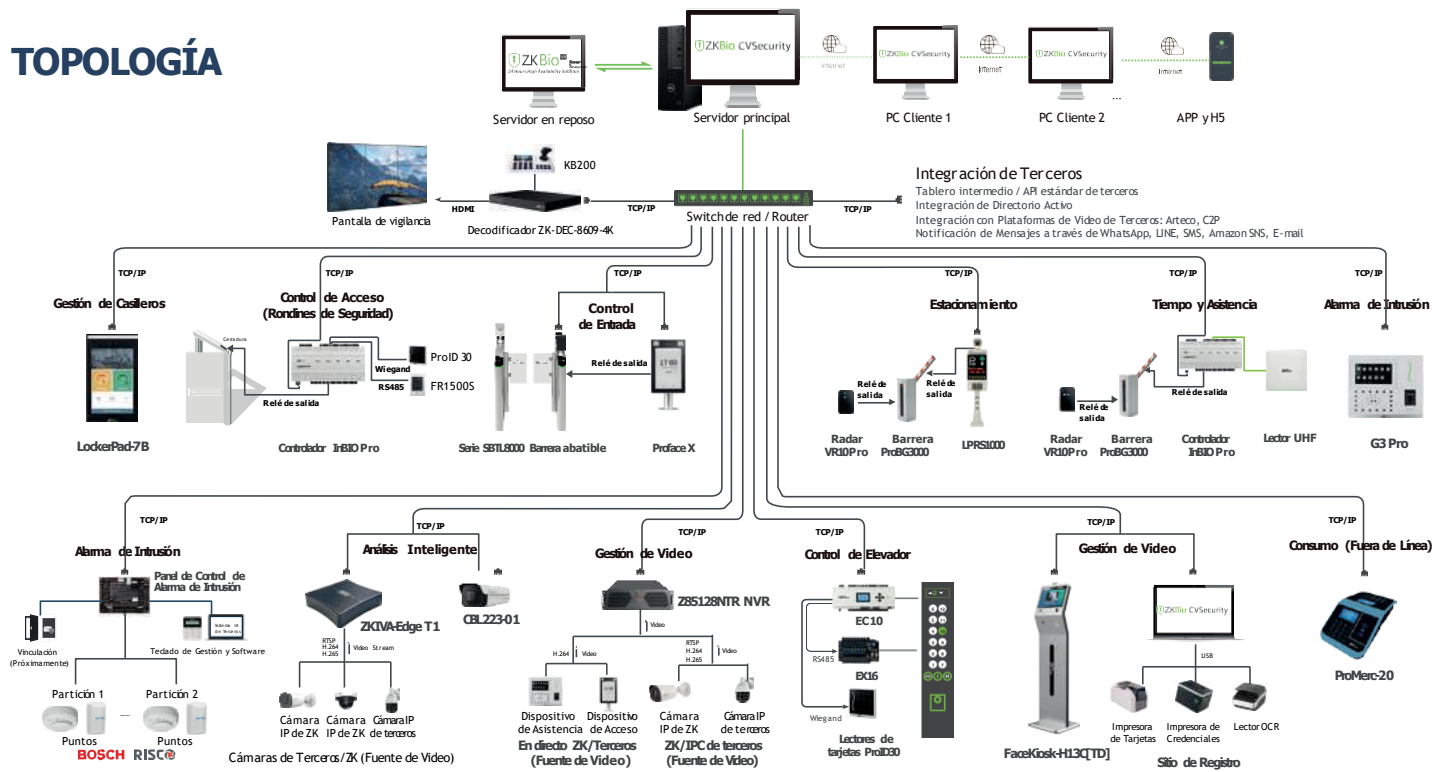 TOPOLOGÍA
ZKBio
24 Hours High Availability Solution
ZKBio CVSecurity
ZKBio CVSecurity
ZKBio CVSecurity
Internet
Internet
Internet
...
Servidor en reposo
Servidor principal
PC Cliente 1
PC Cliente 2
APP y H5
KB200
Pantalla de vigilancia
HDMI
Decodificador ZK-DEC-8609-4K
TCP/IP
Switch de red / Router
TCP/IP
Integración de Terceros
Tablero intermedio / API estándar de terceros
Integración de Directorio Activo
Integración con Plataformas de Video de Terceros: Arteco, C2P
Notificación de Mensajes a través de WhatsApp, LINE, SMS, Amazon SNS, E-mail
TCP/IP
TCP/IP
TCP/IP
TCP/IP
TCP/IP
TCP/IP
Gestión de Casilleros
LockerPad-7B
Control de Acceso
(Rondines de Seguridad)
Cerradura
Wiegand
RS485
ProID 30
FR1500S
Relé de salida
Controlador InBIO Pro
Control
de Entrada
Relé de salida
17:08
Serie SBTL8000 Barrera abatible
Proface X
Estacionamiento
Relé de
salida
Relé de
salida
Radar
VR10Pro
Barrera
ProBG3000
LPRS1000
Tiempo y Asistencia
Relé de
salida
Relé de salida
Radar
VR10Pro
Barrera
ProBG3000
Controlador
InBIO Pro
Lector UHF
Alarma de Intrusión
G3 Pro
TCP/IP
TCP/IP
TCP/IP
TCP/IP
TCP/IP
TCP/IP
Alarma de Intrusión
Panel de Control de
Alarma de Intrusión
Vinculación
(Próximamente)
Sistema IA
de Terceros
Teclado de Gestión y Software
Partición 1
Partición 2
Puntos
Puntos
BOSCH RISCO
Análisis Inteligente
ZKIVA-Edge T1
CBL223-01
RTSP
H.264
H.265
Video Stream
Cámara
IP de ZK
Cámara
IP de ZK
Cámara IP
de terceros
Cámaras de Terceros/ZK (Fuente de Video)
Gestión de Video
Z85128NTR NVR
Video
H.264
Video
RTSP
H.264
H.265
Video
Dispositivo
de Asistencia
Dispositivo
de Acceso
En directo ZK/Terceros
(Fuente de Video)
Cámara
IP de ZK
Cámara IP
de terceros
ZK/IPC de terceros
(Fuente de Video)
Control de Elevador
EC10
RS485
EX16
Wiegand
Lectores de
tarjetas ProID30
Gestión de Video
FaceKiosk-H13C[TD]
ZKBio CVSecurity
USB
Impresora
de Tarjetas
Impresora de
Credenciales
Lector OCR
Sitio de Registro
Consumo (Fuera de Línea)
ProMerc-20